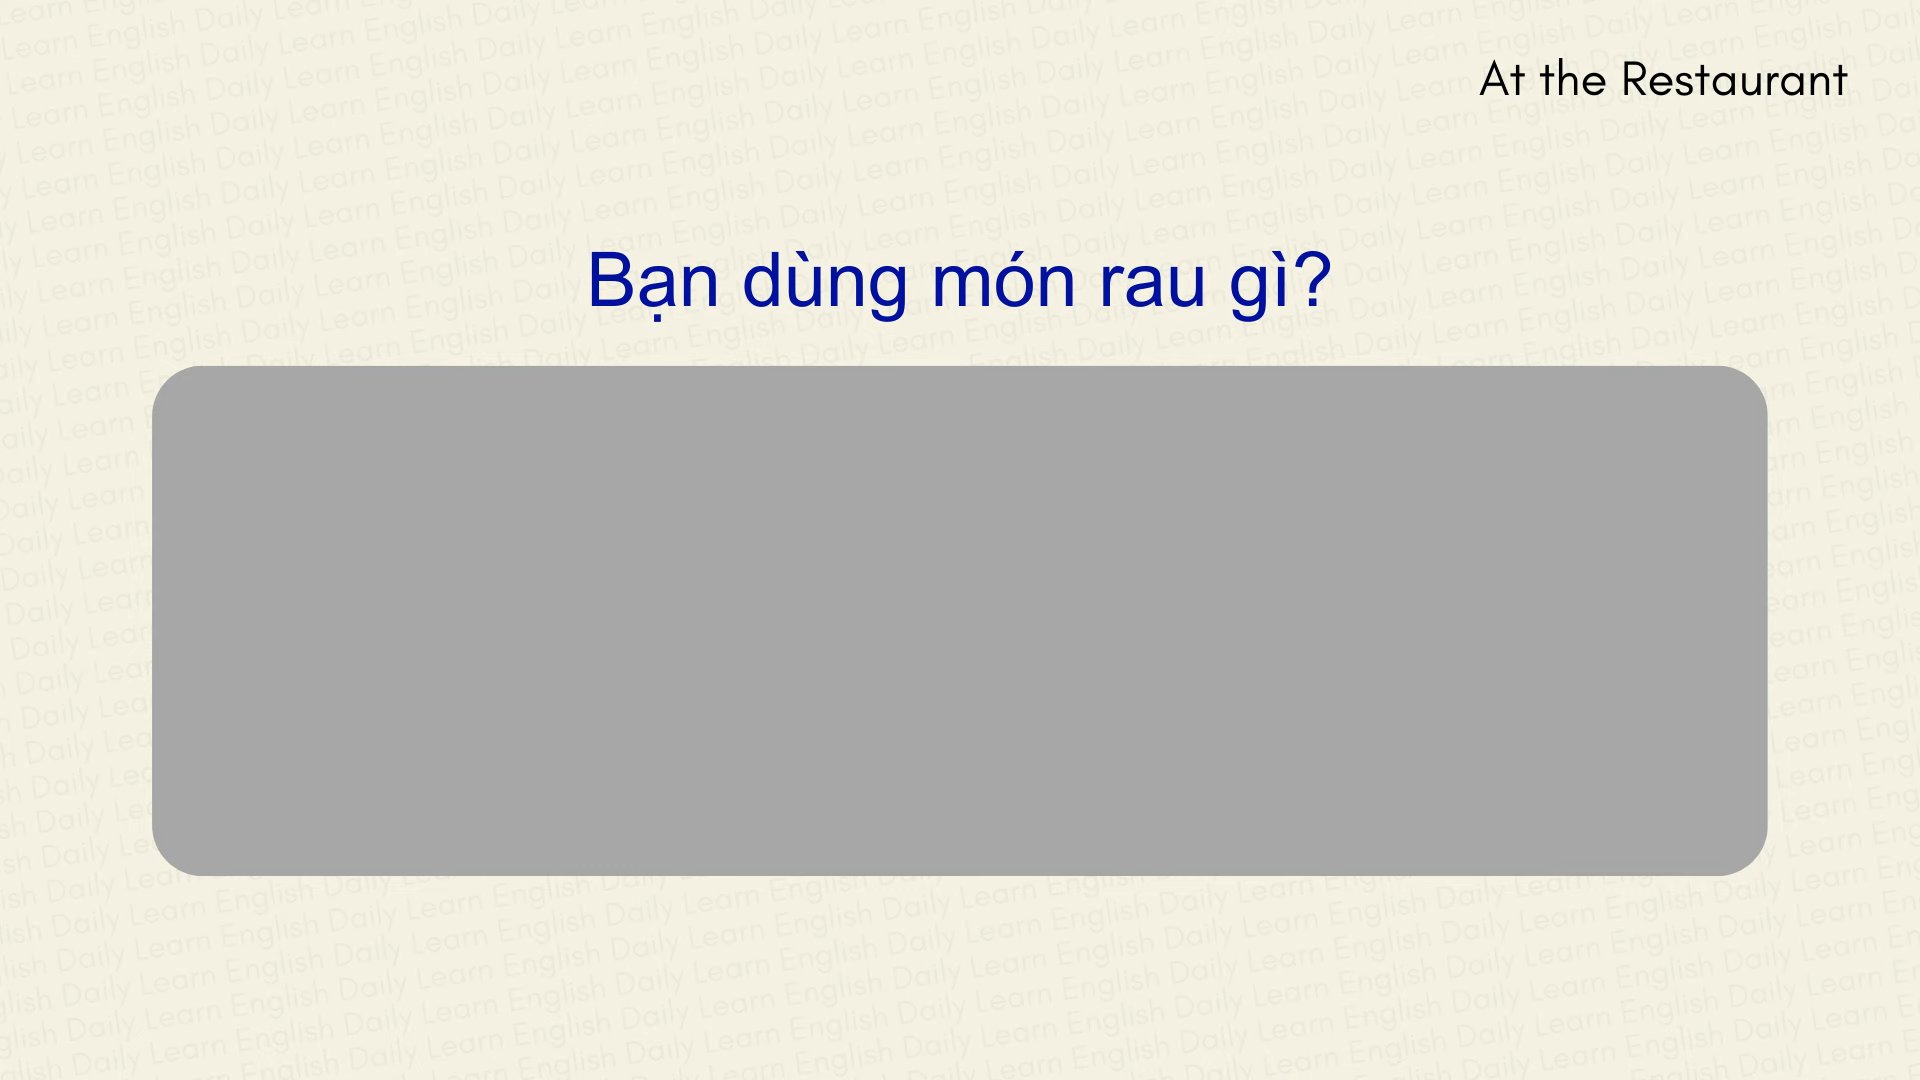 At the Restaurant
Bạn dùng món rau gì?